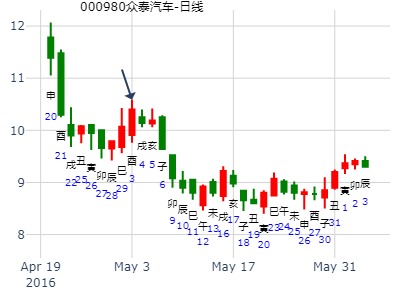 000980众泰汽车-日线
12
11
10
9
8
申 酉 戌 丑 寅 卯 辰 巳 酉 戌 亥 子 卯 辰 巳 午 未 戌 亥 子 丑 寅 巳 午 未 申 酉 子 丑 寅 卯 辰
20 21 22 25 26 27 28 29 3 4 5 6 9 10 11 12 13 16 17 18 19 20 23 24 25 26 27 30 31 1 2 3
Apr 19 May 3 May 17 May 31
2016